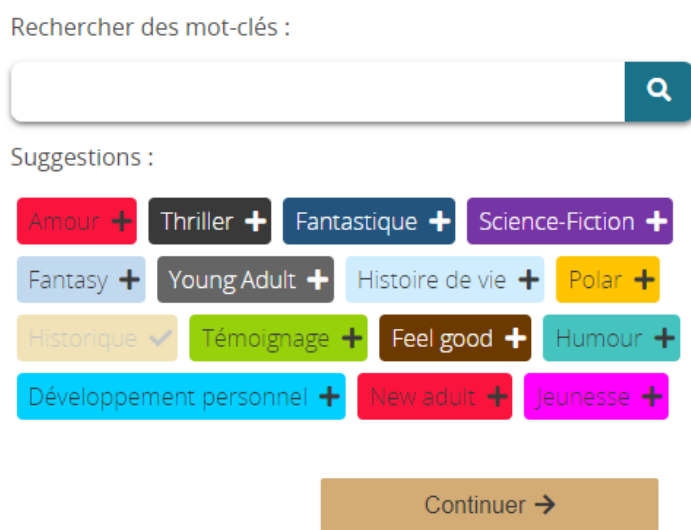 Rechercher des mot-clés :
Suggestions :
Amour Thriller Fantastique Science-Fiction
Fantasy Young Adult Histoire de vie Polar
Historique Témoignage Feel good Humour
Développement personnel New adult Jeunesse
Continuer →